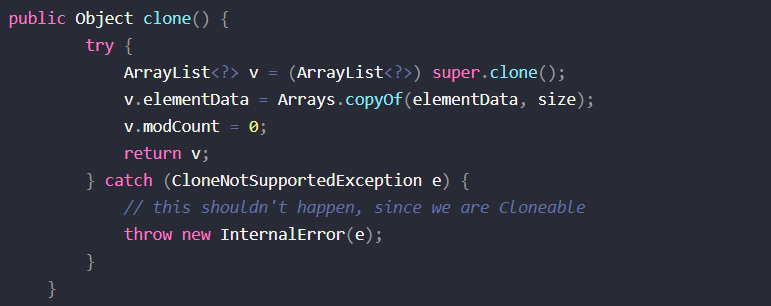 public Object clone() {
        try {
            ArrayList<?> v = (ArrayList<?>) super.clone();
            v.elementData = Arrays.copyOf(elementData, size);
            v.modCount = 0;
            return v;
        } catch (CloneNotSupportedException e) {
            // this shouldn't happen, since we are Cloneable
            throw new InternalError(e);
        }
    }